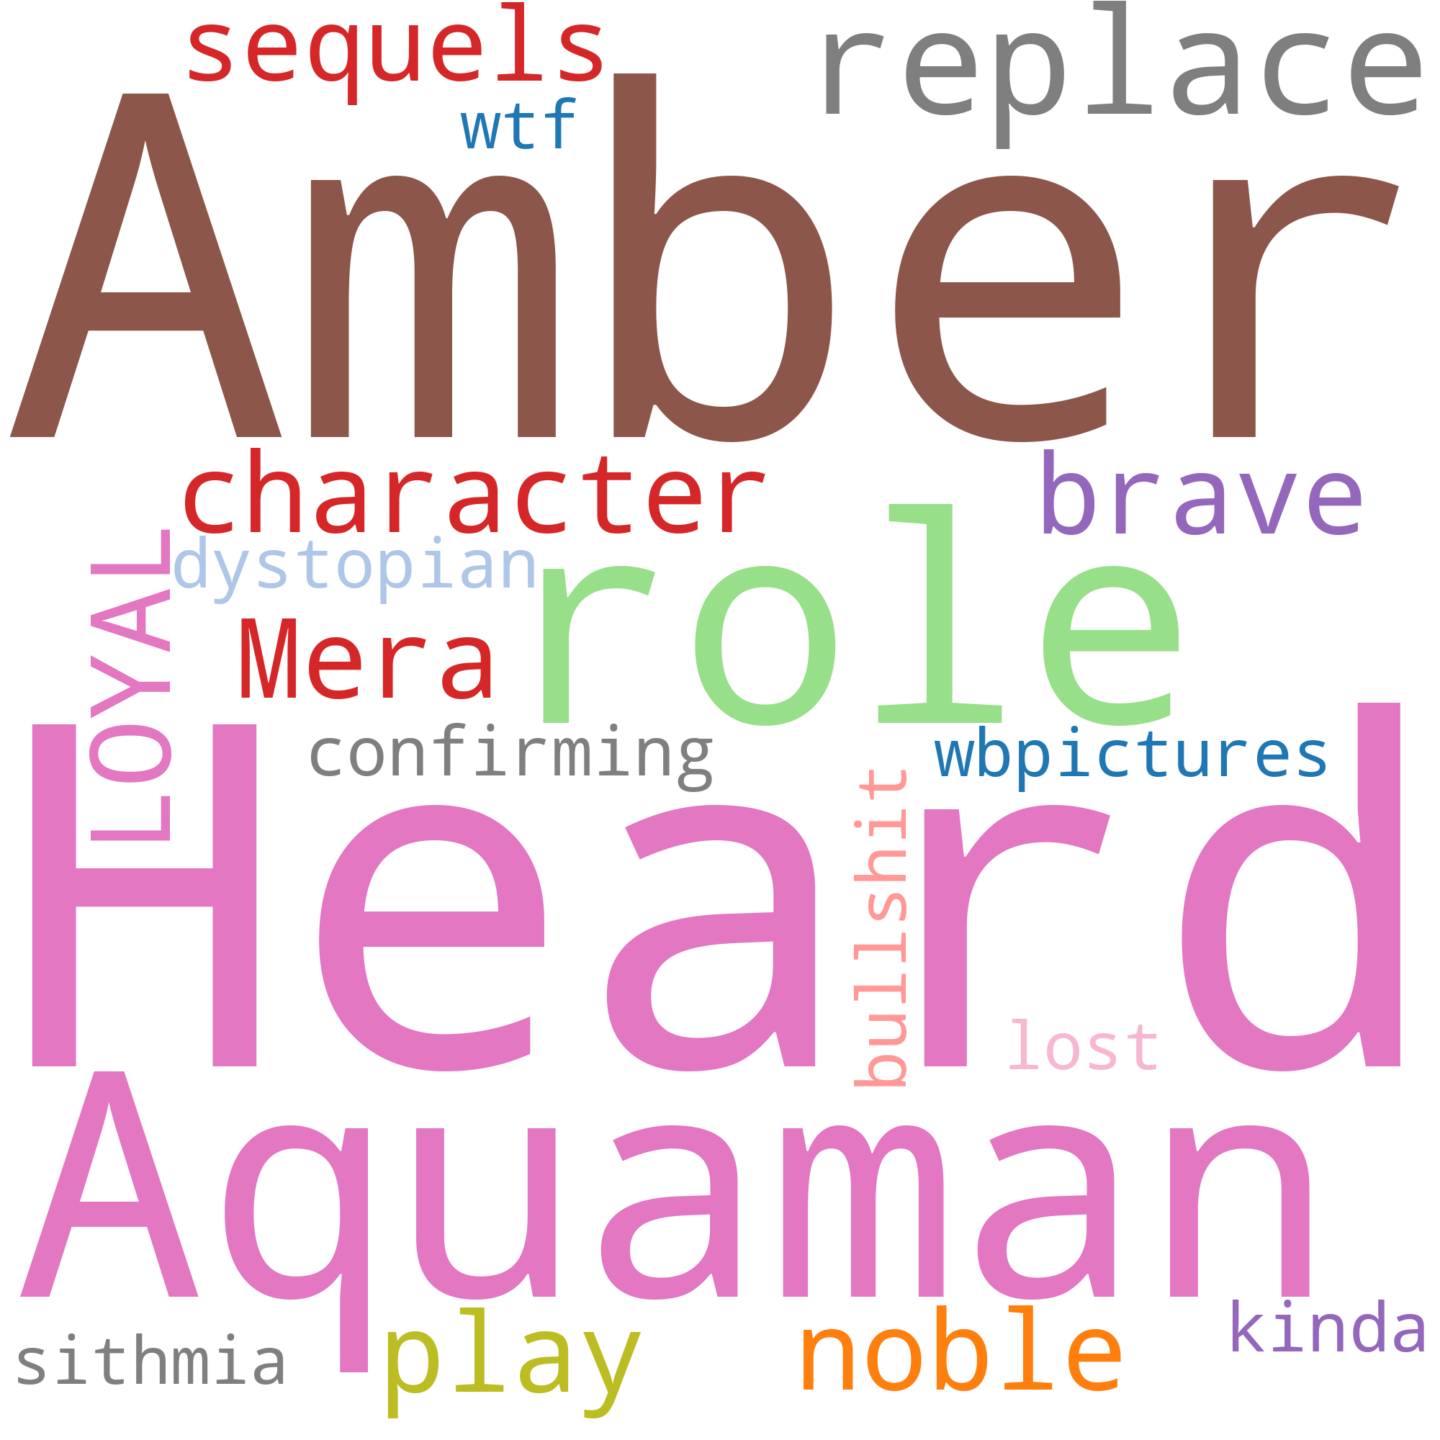 sequels
replace
wtf
Amber
character
brave
dystopian
role
LOYAL
Mera
confirming
wbpictures
Heard
bullshit
lost
Aquaman
sithmia
play
noble
kinda